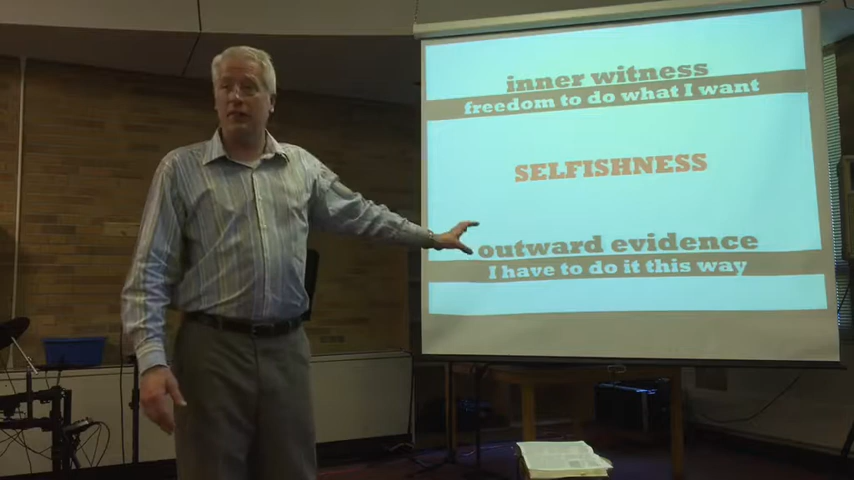 inner witness
freedom to do what I want
SELFISHNESS
outward evidence
I have to do it this way